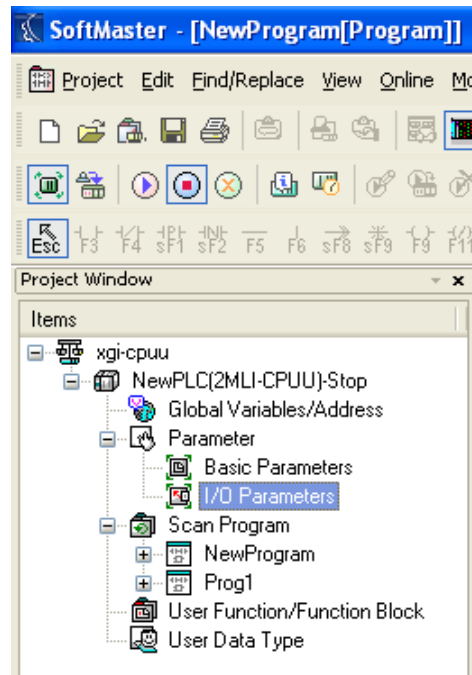 SoftMaster - [NewProgram[Program]]
Project Edit Find/Replace View Online Mo
Esc F3 F4 sF1 sF2 F5 F6 sF8 sF9 F9 F11
Project Window
Items
xgi-cpuu
NewPLC(2MLI-CPUU)-Stop
Global Variables/Address
Parameter
Basic Parameters
I/O Parameters
Scan Program
NewProgram
Prog1
User Function/Function Block
User Data Type